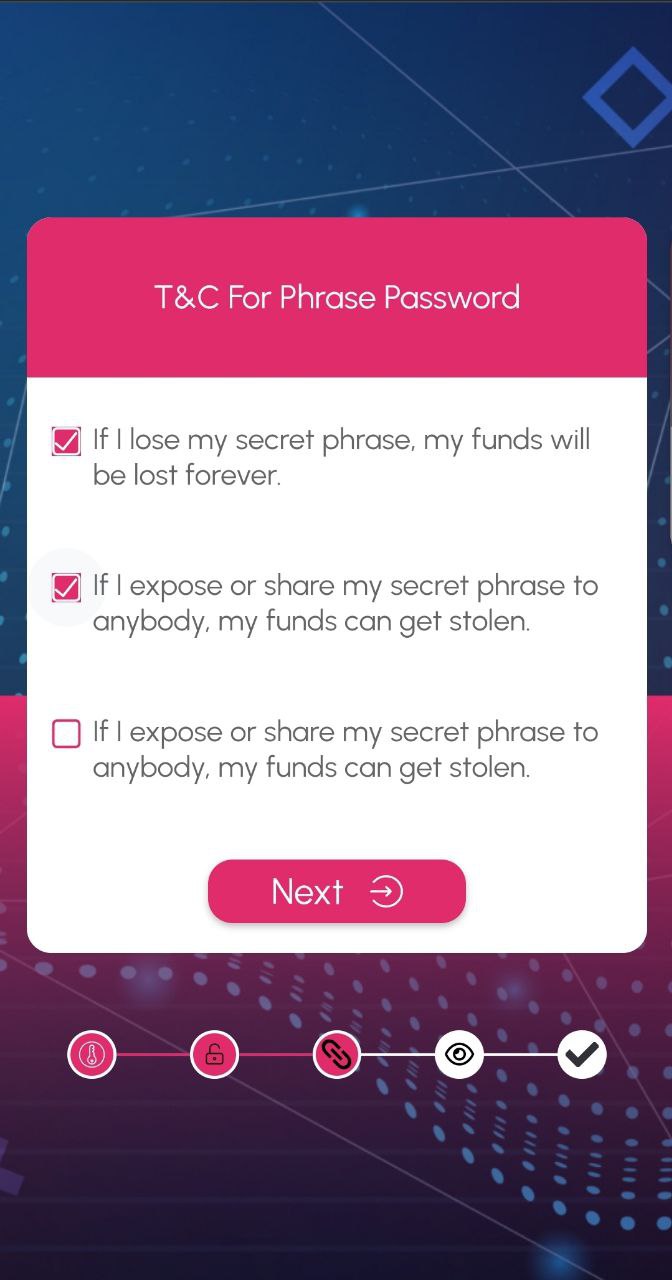 T&C For Phrase Password
If I lose my secret phrase, my funds will
be lost forever.
If I expose or share my secret phrase to
anybody, my funds can get stolen.
If I expose or share my secret phrase to
anybody, my funds can get stolen.
Next